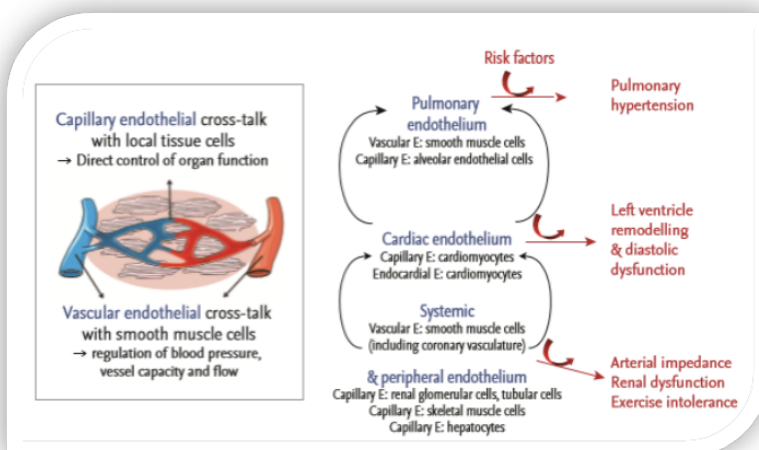 Capillary endothelial cross-talk
with local tissue cells
→ Direct control of organ function
Vascular endothelial cross-talk
with smooth muscle cells
→ regulation of blood pressure,
vessel capacity and flow
Risk factors
Pulmonary
endothelium
Vascular E: smooth muscle cells
Capillary E: alveolar endothelial cells
Pulmonary
hypertension
Cardiac endothelium
Capillary E: cardiomyocytes
Endocardial E: cardiomyocytes
Left ventricle
remodelling
& diastolic
dysfunction
Systemic
Vascular E: smooth muscle cells
(including coronary vasculature)
& peripheral endothelium
Capillary E: renal glomerular cells, tubular cells
Capillary E: skeletal muscle cells
Capillary E: hepatocytes
Arterial impedance
Renal dysfunction
Exercise intolerance